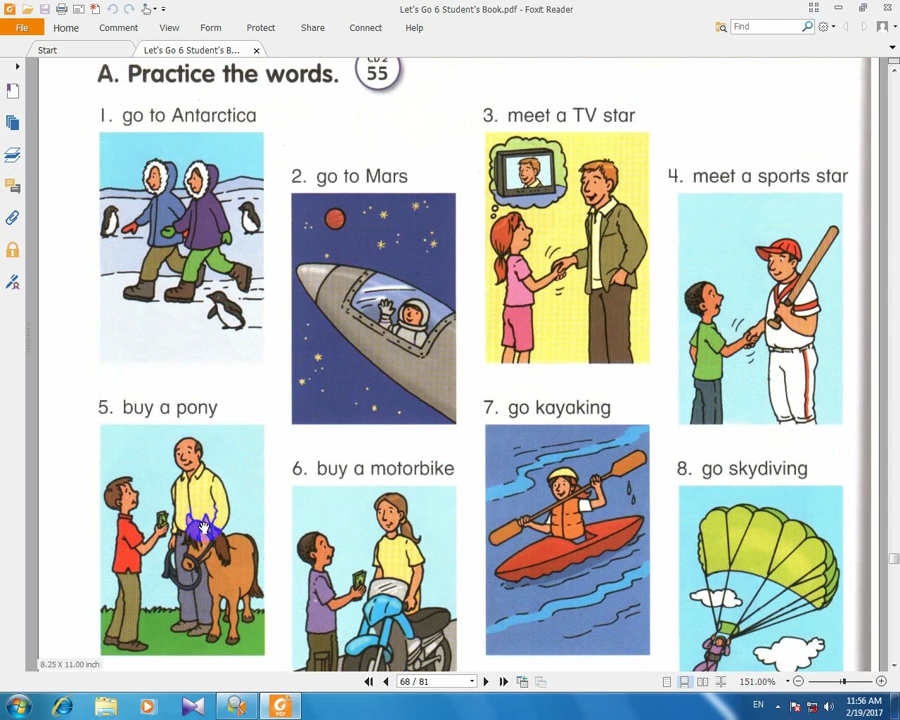 Let's Go 6 Student's Book.pdf - Foxit Reader
File Home Comment View Form Protect Share Connect Help Find
Start Let's Go 6 Student's B...
A. Practice the words.
CD 2
55
1. go to Antarctica
2. go to Mars
3. meet a TV star
4. meet a sports star
5. buy a pony
6. buy a motorbike
7. go kayaking
8. go skydiving
8.25 X 11.00 inch
68 / 81
151.00%
EN
11:56 AM
2/19/2017